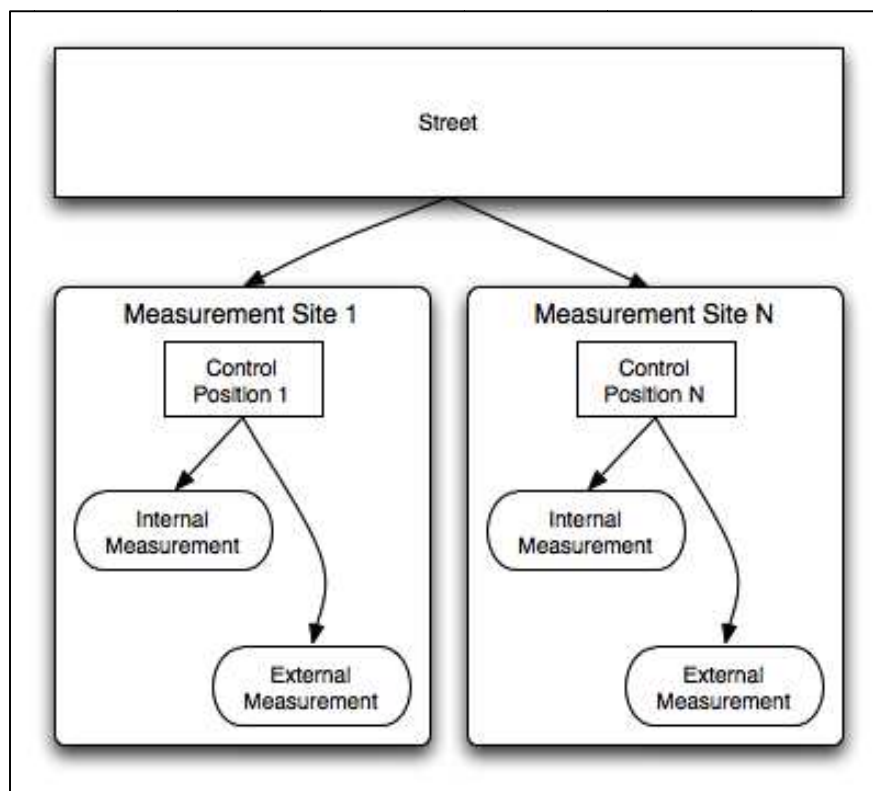 Street
Measurement Site 1
Control
Position 1
Internal
Measurement
External
Measurement
Measurement Site N
Control
Position N
Internal
Measurement
External
Measurement